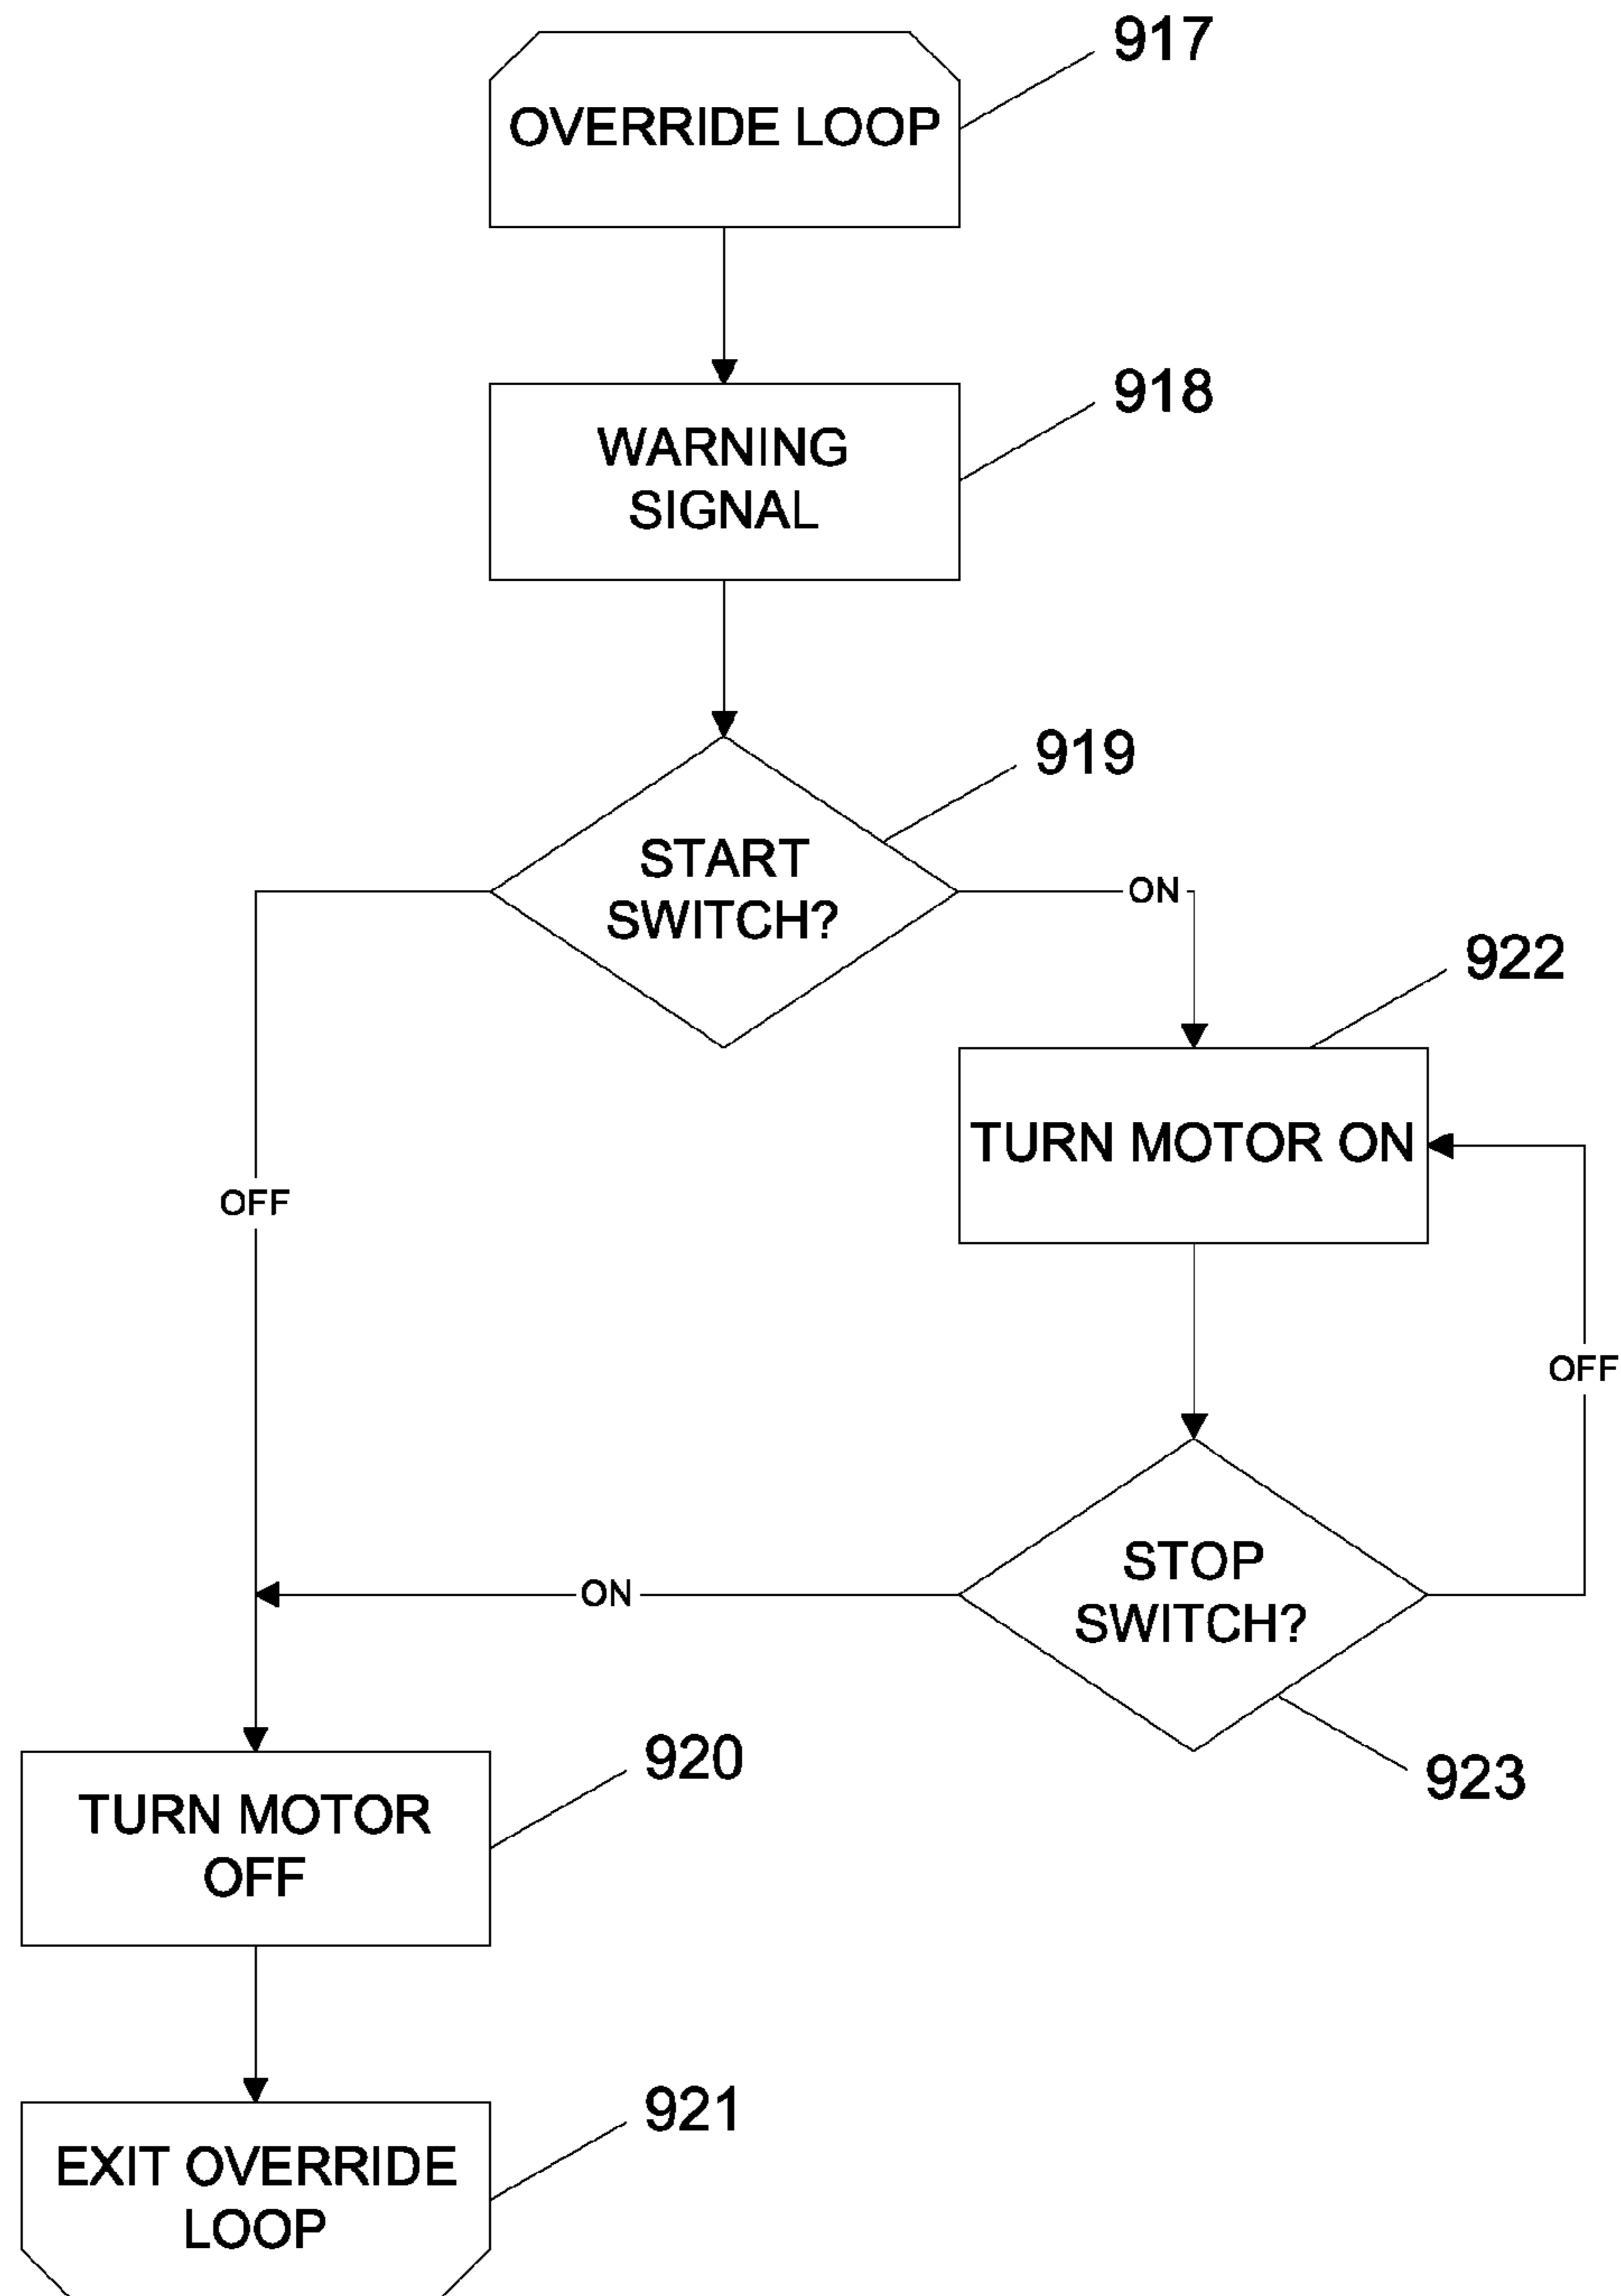 917
OVERRIDE LOOP
918
WARNING
SIGNAL
919
START
SWITCH?
ON
922
TURN MOTOR ON
OFF
OFF
STOP
SWITCH?
ON
923
920
TURN MOTOR
OFF
921
EXIT OVERRIDE
LOOP